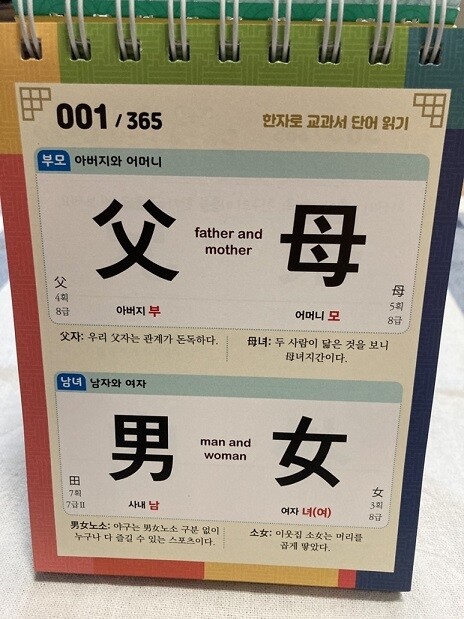 001 / 365
한자로 교과서 단어 읽기
부모 아버지와 어머니
父
father and
mother
母
父
4획
8급
아버지 부
어머니 모
母
5획
8급
父자: 우리 父자는 관계가 돈독하다.
母녀: 두 사람이 닮은 것을 보니
母녀지간이다.
남녀 남자와 여자
男
man and
woman
女
田
7획
7급Ⅱ
사내 남
여자 녀(여)
女
3획
8급
男女노소: 야구는 男女노소 구분 없이
누구나 다 즐길 수 있는 스포츠이다.
소女: 이웃집 소女는 머리를
곱게 땋았다.